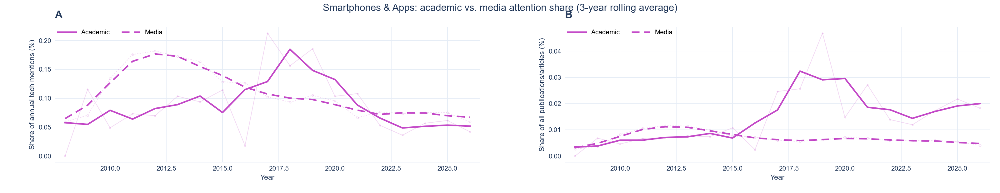 Smartphones & Apps: academic vs. media attention share (3-year rolling average)
A
Academic
Media
Share of annual tech mentions (%)
0.20
0.15
0.10
0.05
0.00
2010.0
2012.5
2015.0
2017.5
2020.0
2022.5
2025.0
Year
B
Academic
Media
Share of all publications/articles (%)
0.04
0.03
0.02
0.01
0.00
2010.0
2012.5
2015.0
2017.5
2020.0
2022.5
2025.0
Year